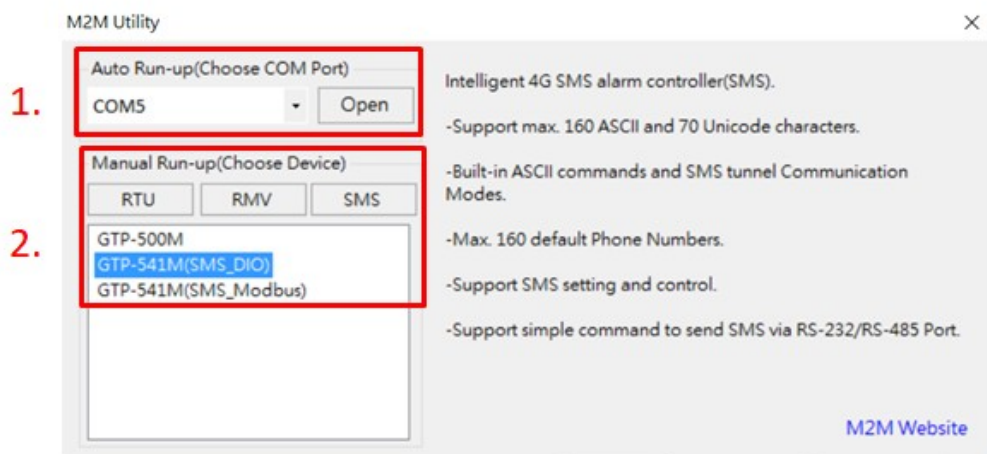 M2M Utility
1.
Auto Run-up(Choose COM Port)
COM5
Open
2.
Manual Run-up(Choose Device)
RTU
RMV
SMS
GTP-500M
GTP-541M(SMS_DIO)
GTP-541M(SMS_Modbus)
Intelligent 4G SMS alarm controller(SMS).
-Support max. 160 ASCII and 70 Unicode characters.
-Built-in ASCII commands and SMS tunnel Communication
Modes.
-Max. 160 default Phone Numbers.
-Support SMS setting and control.
-Support simple command to send SMS via RS-232/RS-485 Port.
M2M Website